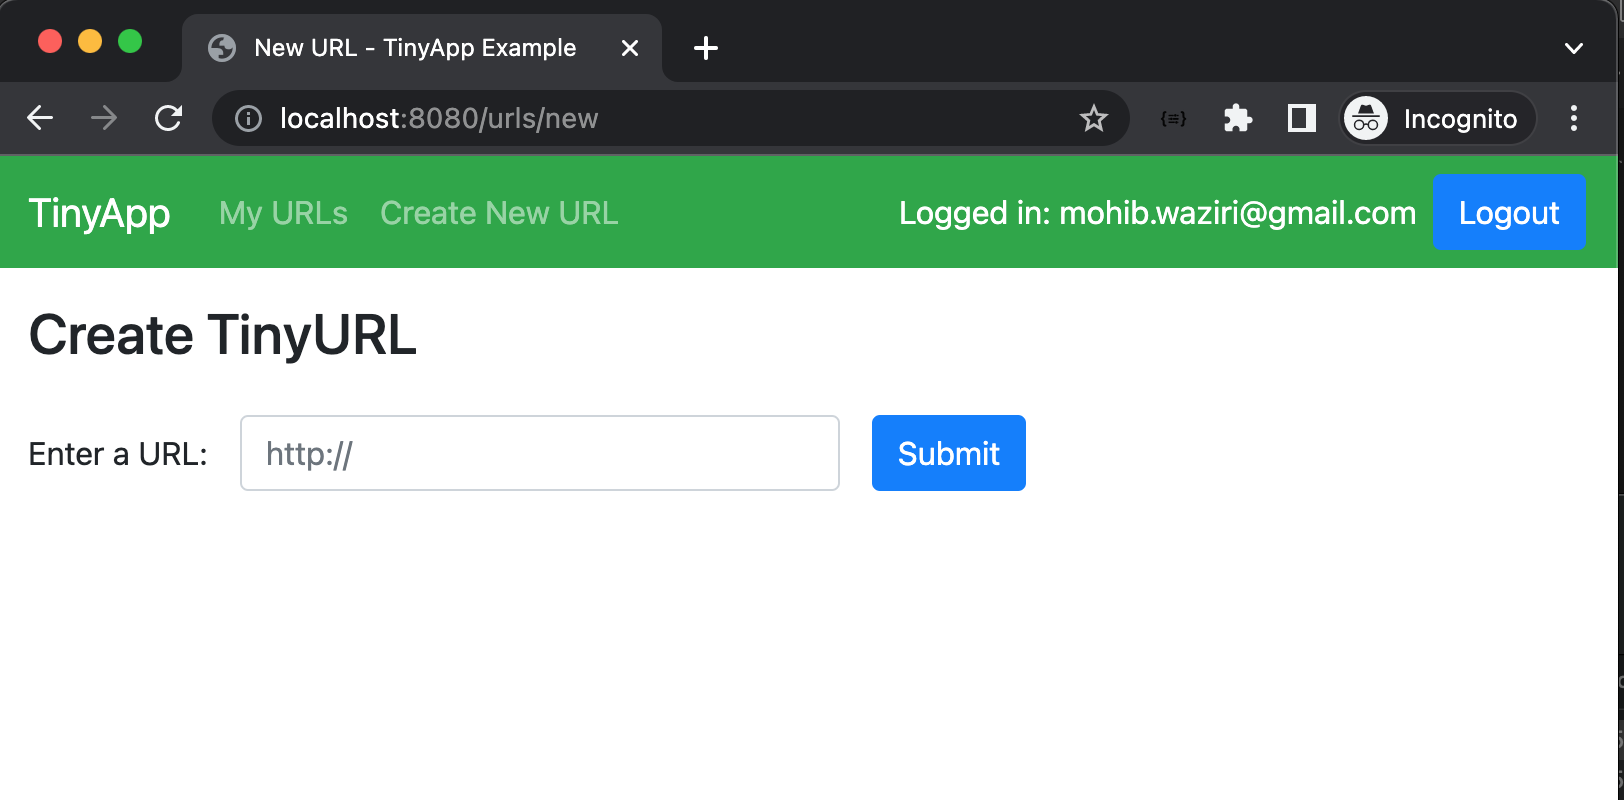 New URL - TinyApp Example
localhost:8080/urls/new
{≡}
Incognito
TinyApp My URLs Create New URL Logged in: mohib.waziri@gmail.com Logout
Create TinyURL
Enter a URL: http:// Submit